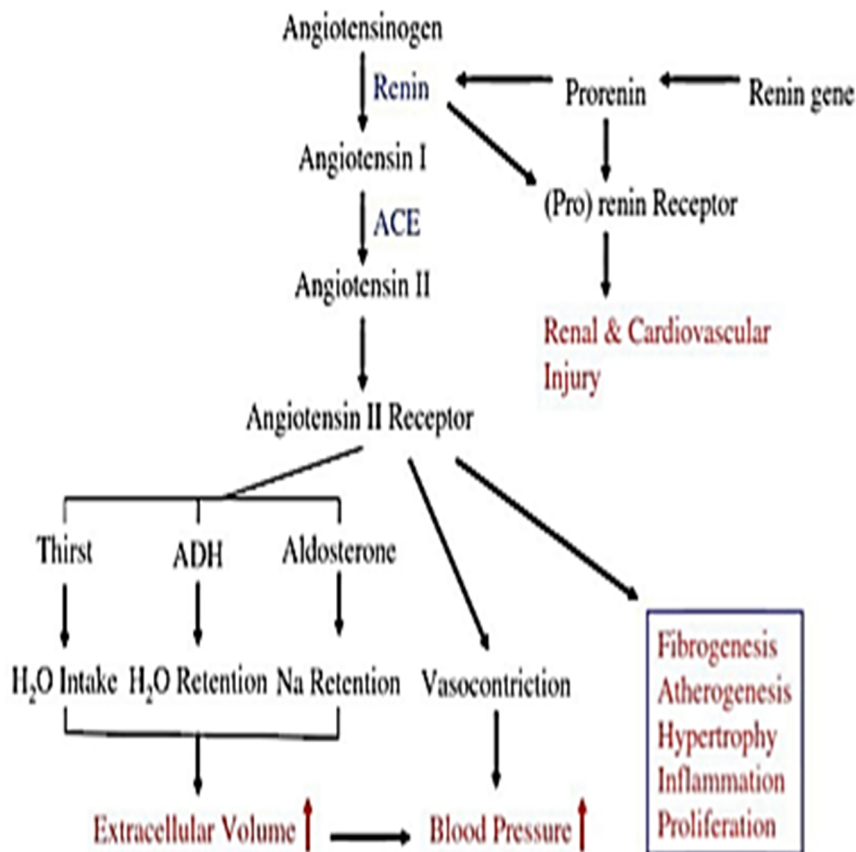 Angiotensinogen
Renin
Prorenin
Renin gene
Angiotensin I
(Pro) renin Receptor
ACE
Angiotensin II
Renal & Cardiovascular
Injury
Angiotensin II Receptor
Thirst
ADH
Aldosterone
H₂O Intake
H₂O Retention
Na Retention
Vasocontriction
Fibrogenesis
Atherogenesis
Hypertrophy
Inflammation
Proliferation
Extracellular Volume
Blood Pressure